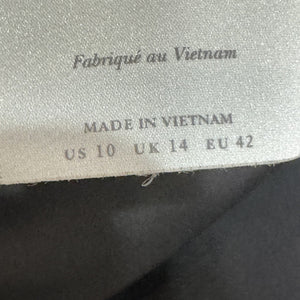 Fabriqué au Vietnam
MADE IN VIETNAM
US 10 UK 14 EU 42